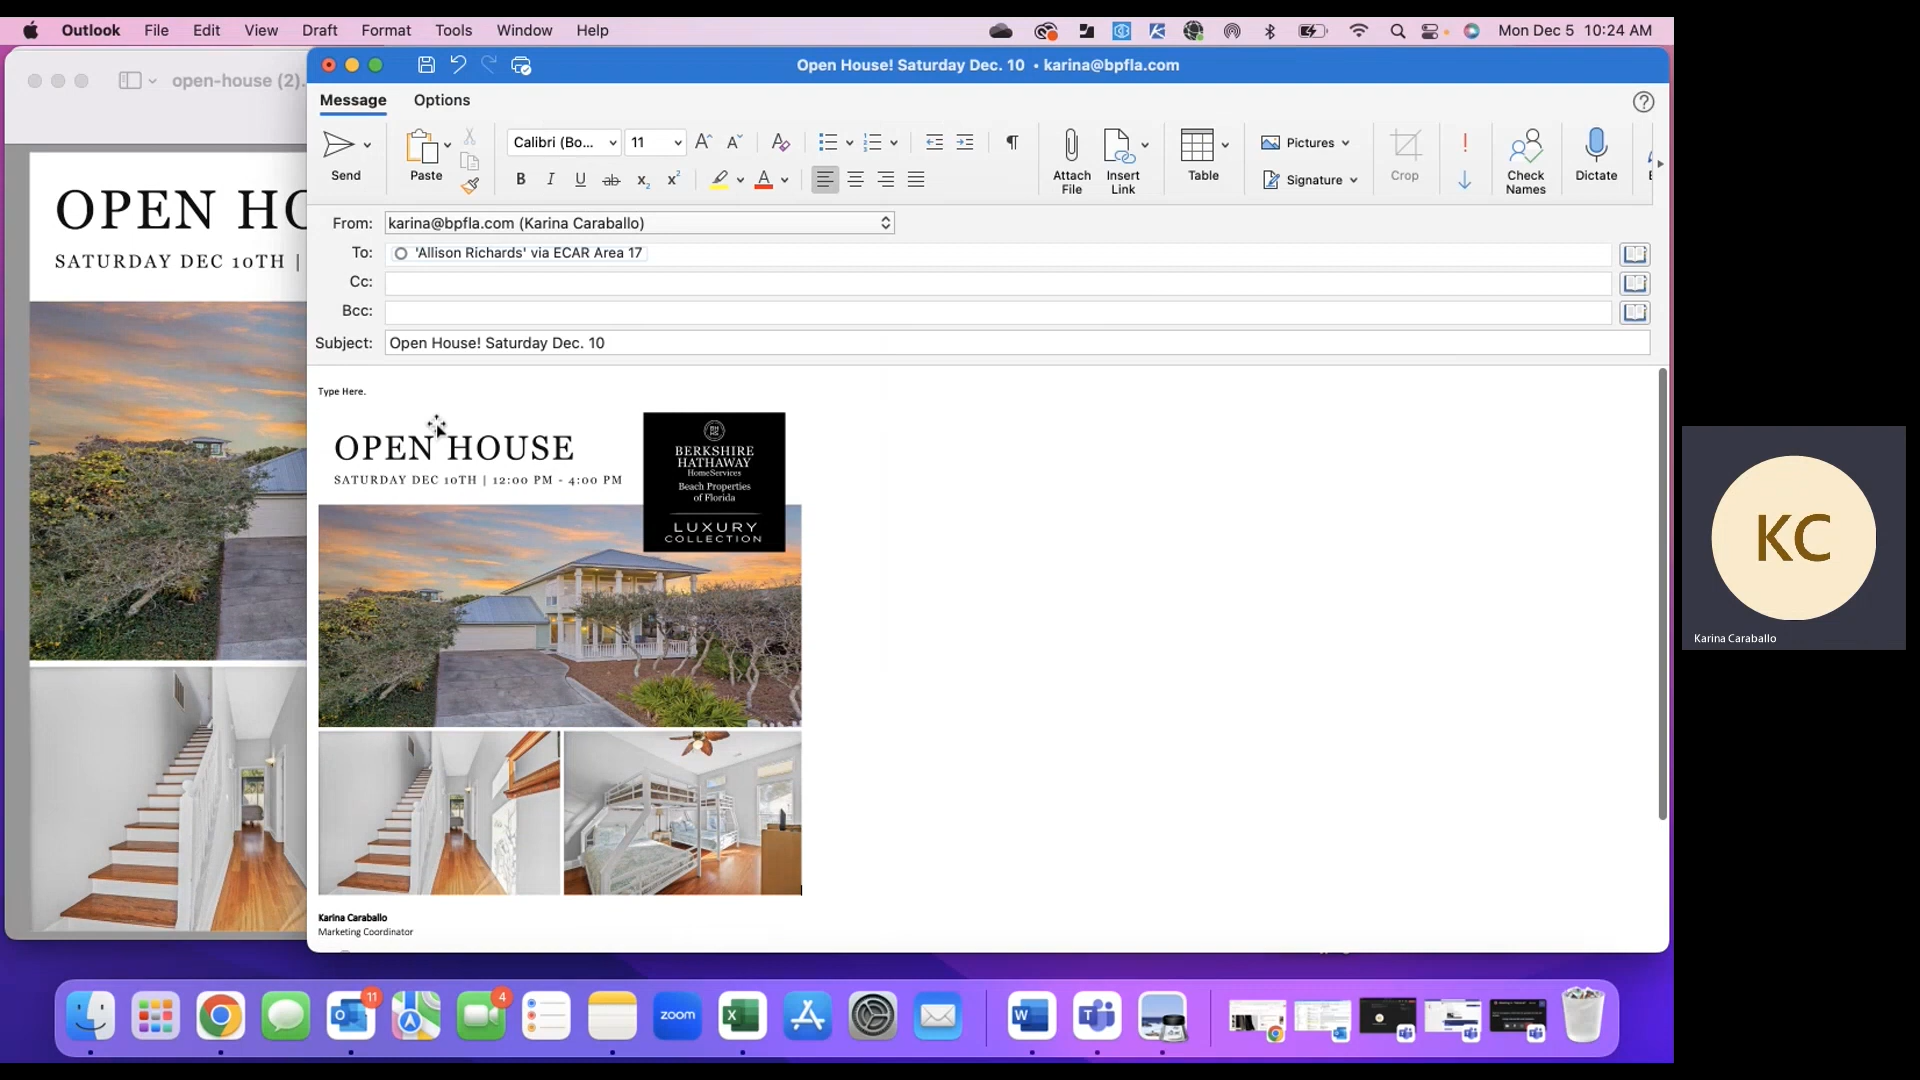 Outlook File Edit View Draft Format Tools Window Help Mon Dec 5 10:24 AM
open-house (2).
Open House! Saturday Dec. 10 • karina@bpfla.com
Message Options
Calibri (Bo... 11
Pictures
Send Paste
B I U ab x₂ x²
Signature
Attach File
Insert Link
Table
Crop
Check Names
Dictate
From: karina@bpfla.com (Karina Caraballo)
To: 'Allison Richards' via ECAR Area 17
Cc:
Bcc:
Subject: Open House! Saturday Dec. 10
OPEN HO
SATURDAY DEC 10TH |
Type Here.
OPEN HOUSE
SATURDAY DEC 10TH | 12:00 PM - 4:00 PM
BERKSHIRE
HATHAWAY
HomeServices
Beach Properties
of Florida
LUXURY
COLLECTION
Karina Caraballo
Marketing Coordinator
KC
Karina Caraballo
11
4
zoom